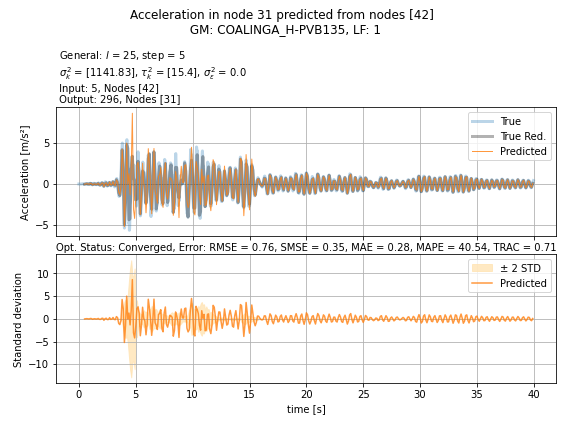 Acceleration in node 31 predicted from nodes [42]
GM: COALINGA_H-PVB135, LF: 1
General: l = 25, step = 5
σ²ₖ = [1141.83], τ²ₖ = [15.4], σ²ε = 0.0
Input: 5, Nodes [42]
Output: 296, Nodes [31]
True
True Red.
Predicted
Acceleration [m/s²]
5
0
−5
Opt. Status: Converged, Error: RMSE = 0.76, SMSE = 0.35, MAE = 0.28, MAPE = 40.54, TRAC = 0.71
± 2 STD
Predicted
Standard deviation
10
5
0
−5
−10
0 5 10 15 20 25 30 35 40
time [s]